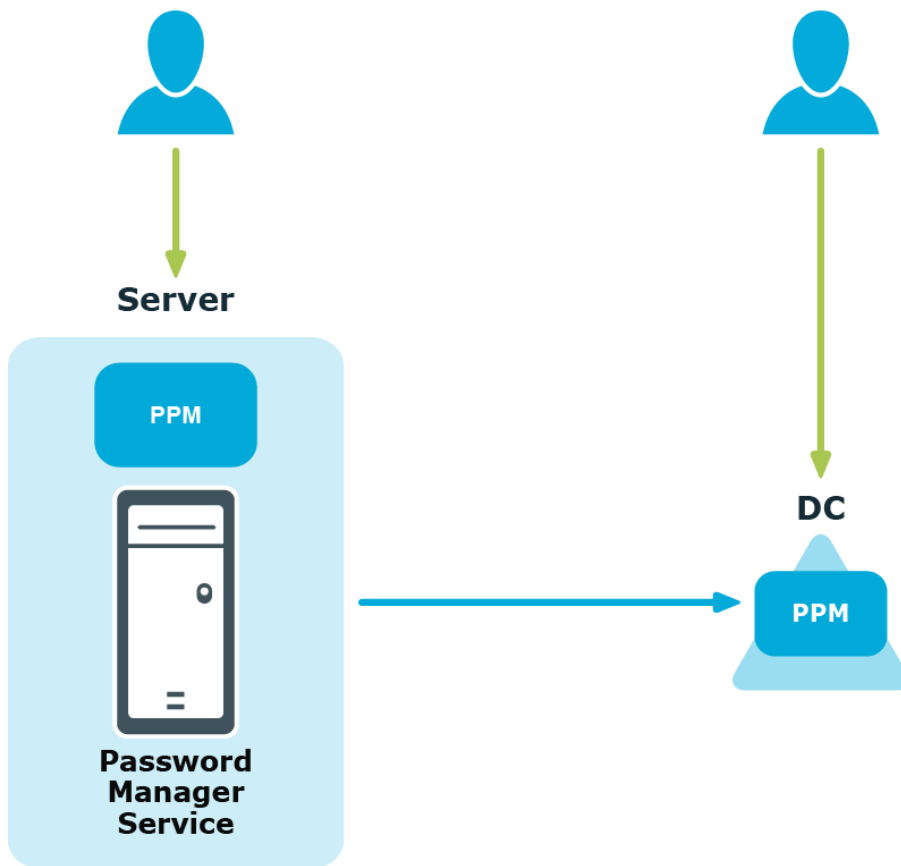 Server
PPM
Password
Manager
Service
DC
PPM